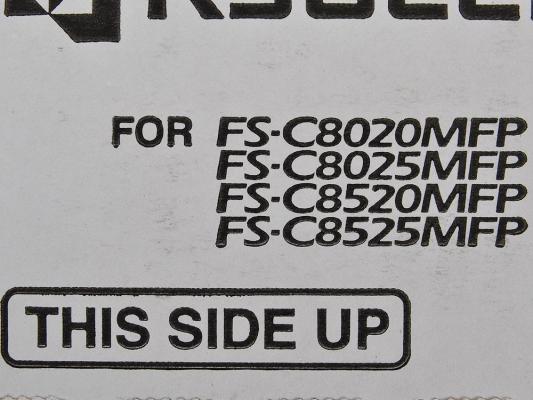 FOR FS-C8020MFP
FS-C8025MFP
FS-C8520MFP
FS-C8525MFP
THIS SIDE UP